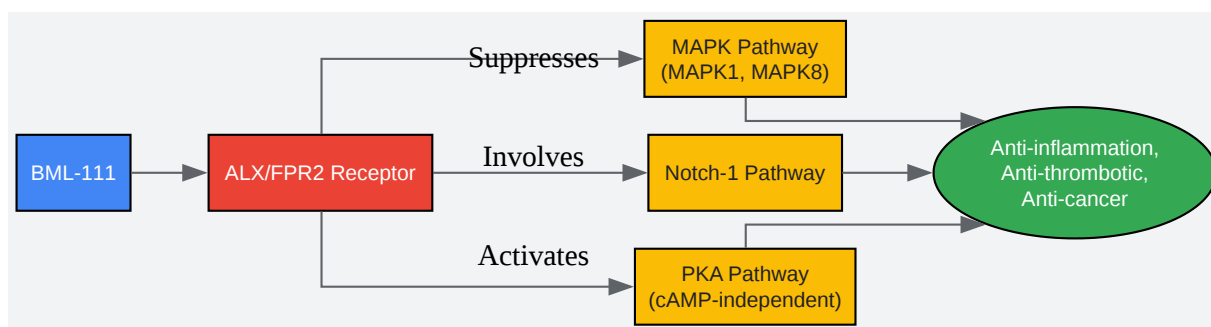 BML-111
ALX/FPR2 Receptor
Suppresses
Involves
Activates
MAPK Pathway
(MAPK1, MAPK8)
Notch-1 Pathway
PKA Pathway
(cAMP-independent)
Anti-inflammation,
Anti-thrombotic,
Anti-cancer